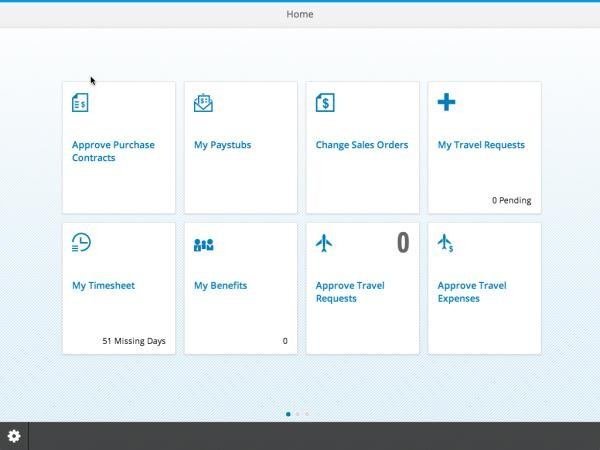 Home
Approve Purchase
Contracts
My Paystubs
Change Sales Orders
My Travel Requests
0 Pending
My Timesheet
51 Missing Days
My Benefits
0
0
Approve Travel
Requests
Approve Travel
Expenses